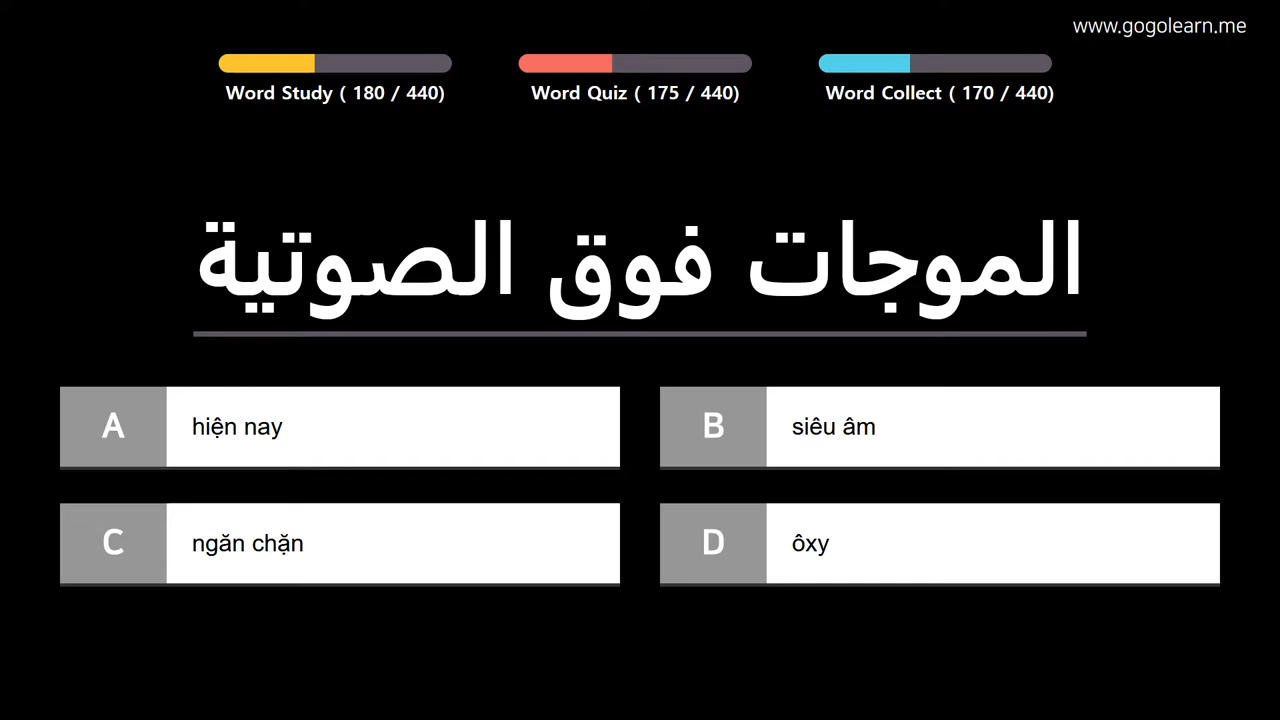 www.gogolearn.me
Word Study ( 180 / 440)
Word Quiz ( 175 / 440)
Word Collect ( 170 / 440)
الموجات فوق الصوتية
A hiện nay
B siêu âm
C ngăn chặn
D ôxy